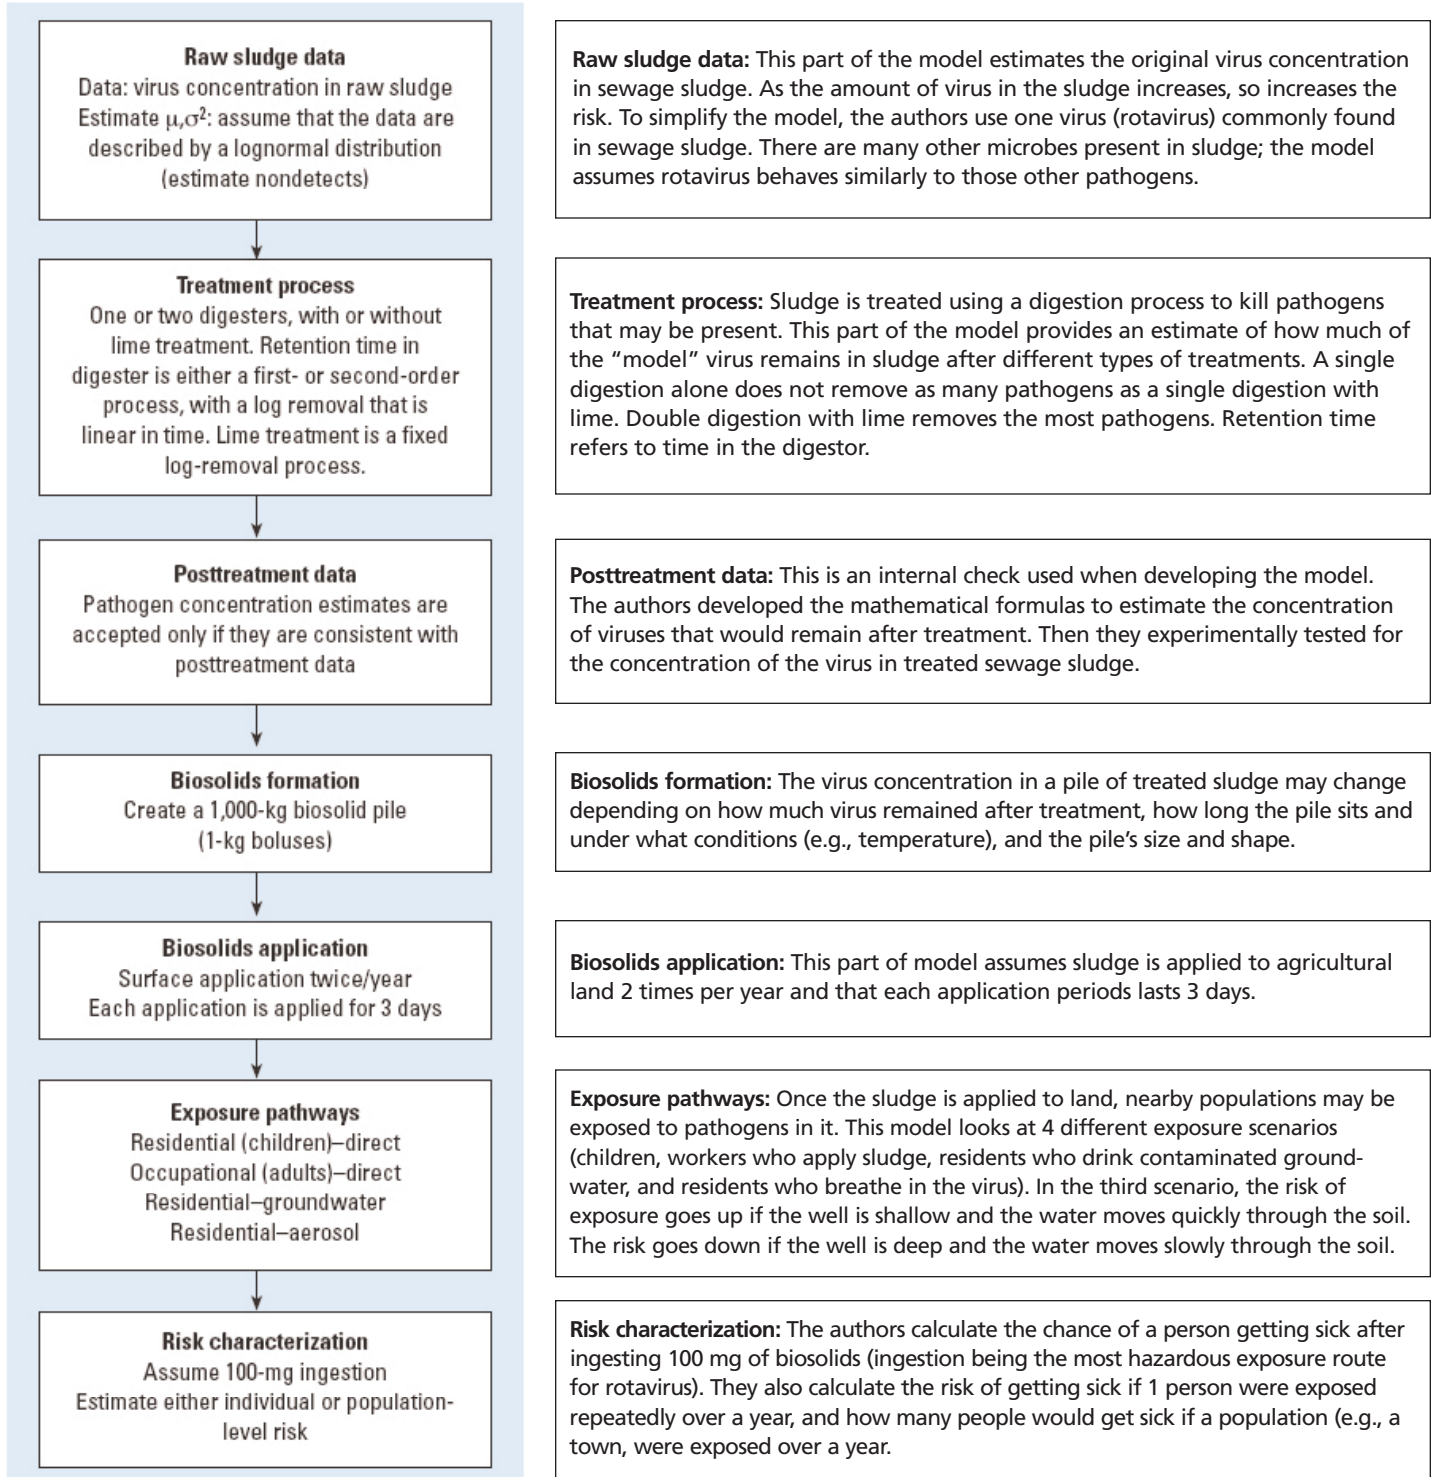 Raw sludge data
Data: virus concentration in raw sludge
Estimate μ,σ²: assume that the data are
described by a lognormal distribution
(estimate nondetects)
Raw sludge data: This part of the model estimates the original virus concentration
in sewage sludge. As the amount of virus in the sludge increases, so increases the
risk. To simplify the model, the authors use one virus (rotavirus) commonly found
in sewage sludge. There are many other microbes present in sludge; the model
assumes rotavirus behaves similarly to those other pathogens.
Treatment process
One or two digesters, with or without
lime treatment. Retention time in
digester is either a first- or second-order
process, with a log removal that is
linear in time. Lime treatment is a fixed
log-removal process.
Treatment process: Sludge is treated using a digestion process to kill pathogens
that may be present. This part of the model provides an estimate of how much of
the “model” virus remains in sludge after different types of treatments. A single
digestion alone does not remove as many pathogens as a single digestion with
lime. Double digestion with lime removes the most pathogens. Retention time
refers to time in the digestor.
Posttreatment data
Pathogen concentration estimates are
accepted only if they are consistent with
posttreatment data
Posttreatment data: This is an internal check used when developing the model.
The authors developed the mathematical formulas to estimate the concentration
of viruses that would remain after treatment. Then they experimentally tested for
the concentration of the virus in treated sewage sludge.
Biosolids formation
Create a 1,000-kg biosolid pile
(1-kg boluses)
Biosolids formation: The virus concentration in a pile of treated sludge may change
depending on how much virus remained after treatment, how long the pile sits and
under what conditions (e.g., temperature), and the pile’s size and shape.
Biosolids application
Surface application twice/year
Each application is applied for 3 days
Biosolids application: This part of model assumes sludge is applied to agricultural
land 2 times per year and that each application periods lasts 3 days.
Exposure pathways
Residential (children)–direct
Occupational (adults)–direct
Residential–groundwater
Residential–aerosol
Exposure pathways: Once the sludge is applied to land, nearby populations may be
exposed to pathogens in it. This model looks at 4 different exposure scenarios
(children, workers who apply sludge, residents who drink contaminated ground-
water, and residents who breathe in the virus). In the third scenario, the risk of
exposure goes up if the well is shallow and the water moves quickly through the soil.
The risk goes down if the well is deep and the water moves slowly through the soil.
Risk characterization
Assume 100-mg ingestion
Estimate either individual or population-
level risk
Risk characterization: The authors calculate the chance of a person getting sick after
ingesting 100 mg of biosolids (ingestion being the most hazardous exposure route
for rotavirus). They also calculate the risk of getting sick if 1 person were exposed
repeatedly over a year, and how many people would get sick if a population (e.g., a
town, were exposed over a year.